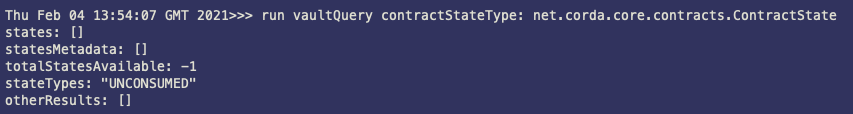 Thu Feb 04 13:54:07 GMT 2021>>> run vaultQuery contractStateType: net.corda.core.contracts.ContractState
states: []
statesMetadata: []
totalStatesAvailable: -1
stateTypes: "UNCONSUMED"
otherResults: []